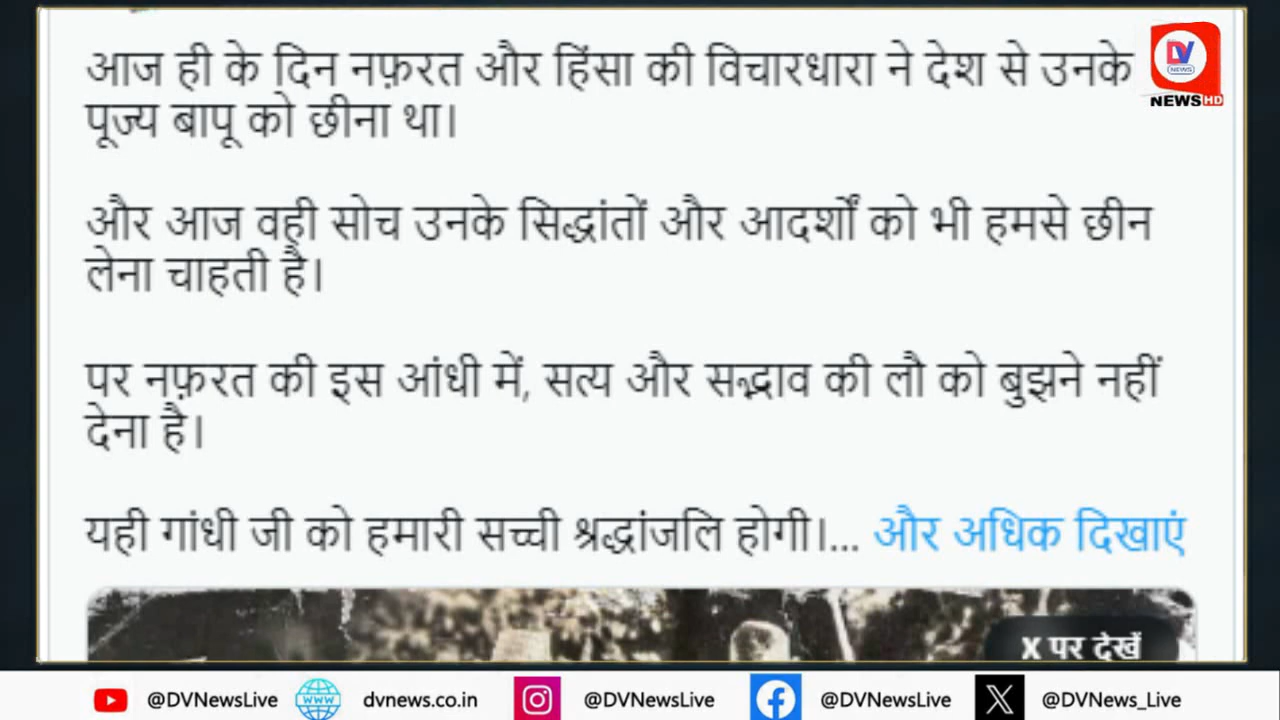 आज ही के दिन नफ़रत और हिंसा की विचारधारा ने देश से उनके
पूज्य बापू को छीना था।
और आज वही सोच उनके सिद्धांतों और आदर्शों को भी हमसे छीन
लेना चाहती है।
पर नफ़रत की इस आंधी में, सत्य और सद्भाव की लौ को बुझने नहीं
देना है।
यही गांधी जी को हमारी सच्ची श्रद्धांजलि होगी।... और अधिक दिखाएं
X पर देखें
DV
NEWS
NEWS HD
@DVNewsLive
www
dvnews.co.in
@DVNewsLive
@DVNewsLive
@DVNews_Live